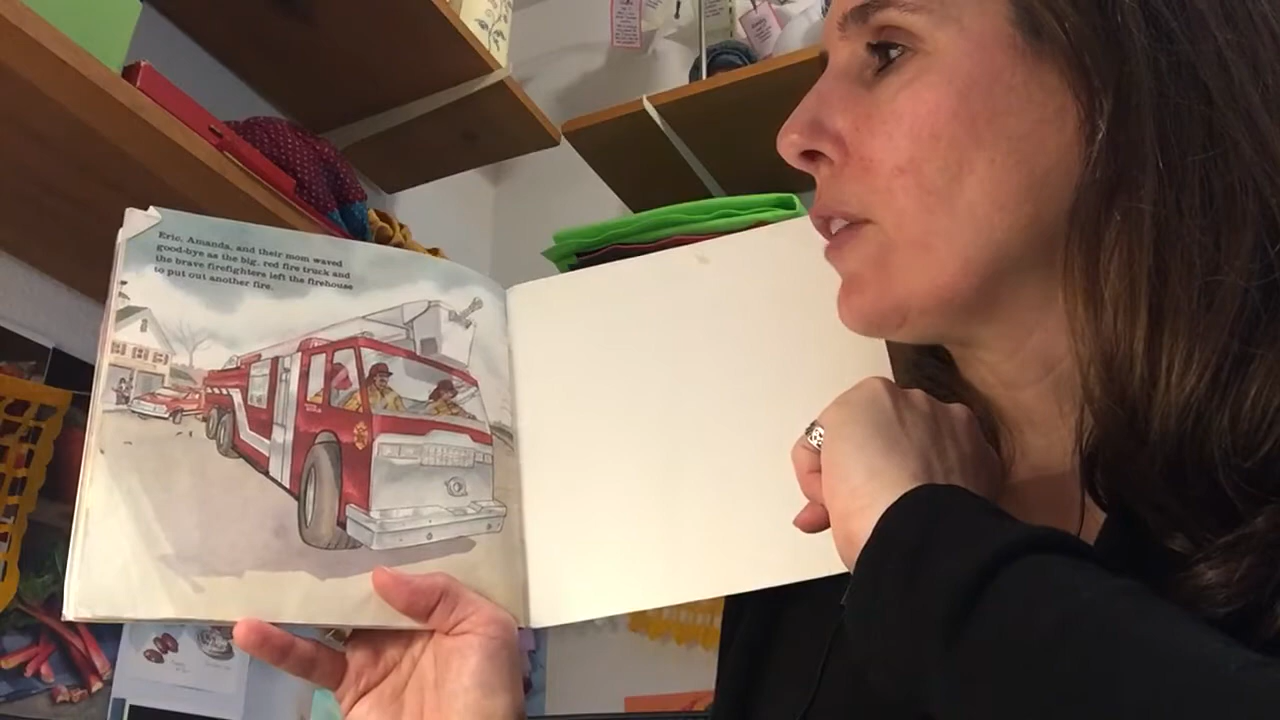 Eric, Amanda, and their mom waved
good-bye as the big, red fire truck and
the brave firefighters left the firehouse
to put out another fire.